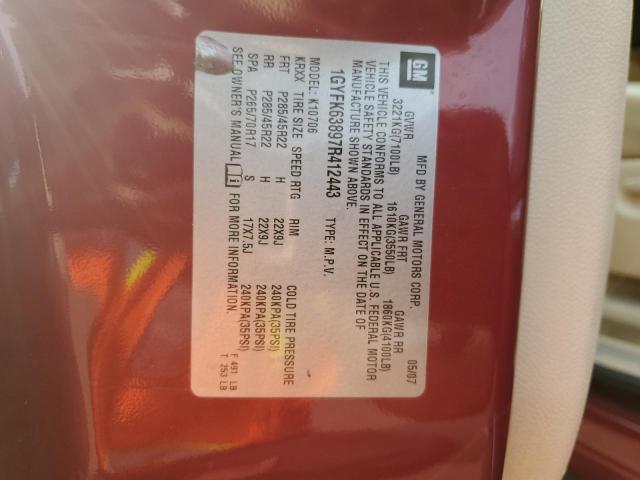 GM
MFD BY GENERAL MOTORS CORP. 05/07
GVWR GAWR FRT GAWR RR
3221KG(7100LB) 1610KG(3550LB) 1860KG(4100LB)
THIS VEHICLE CONFORMS TO ALL APPLICABLE U.S. FEDERAL MOTOR
VEHICLE SAFETY STANDARDS IN EFFECT ON THE DATE OF
MANUFACTURE SHOWN ABOVE.
1GYFK63897R412443 TYPE: M.P.V.
MODEL: K10706
KRXX TIRE SIZE SPEED RTG RIM COLD TIRE PRESSURE
FRT P285/45R22 H 22X9J 240KPA(35PSI)
RR P285/45R22 H 22X9J 240KPA(35PSI)
SPA P265/70R17 S 17X7.5J 240KPA(35PSI)
SEE OWNER'S MANUAL FOR MORE INFORMATION.
F 491 LB
T 253 LB